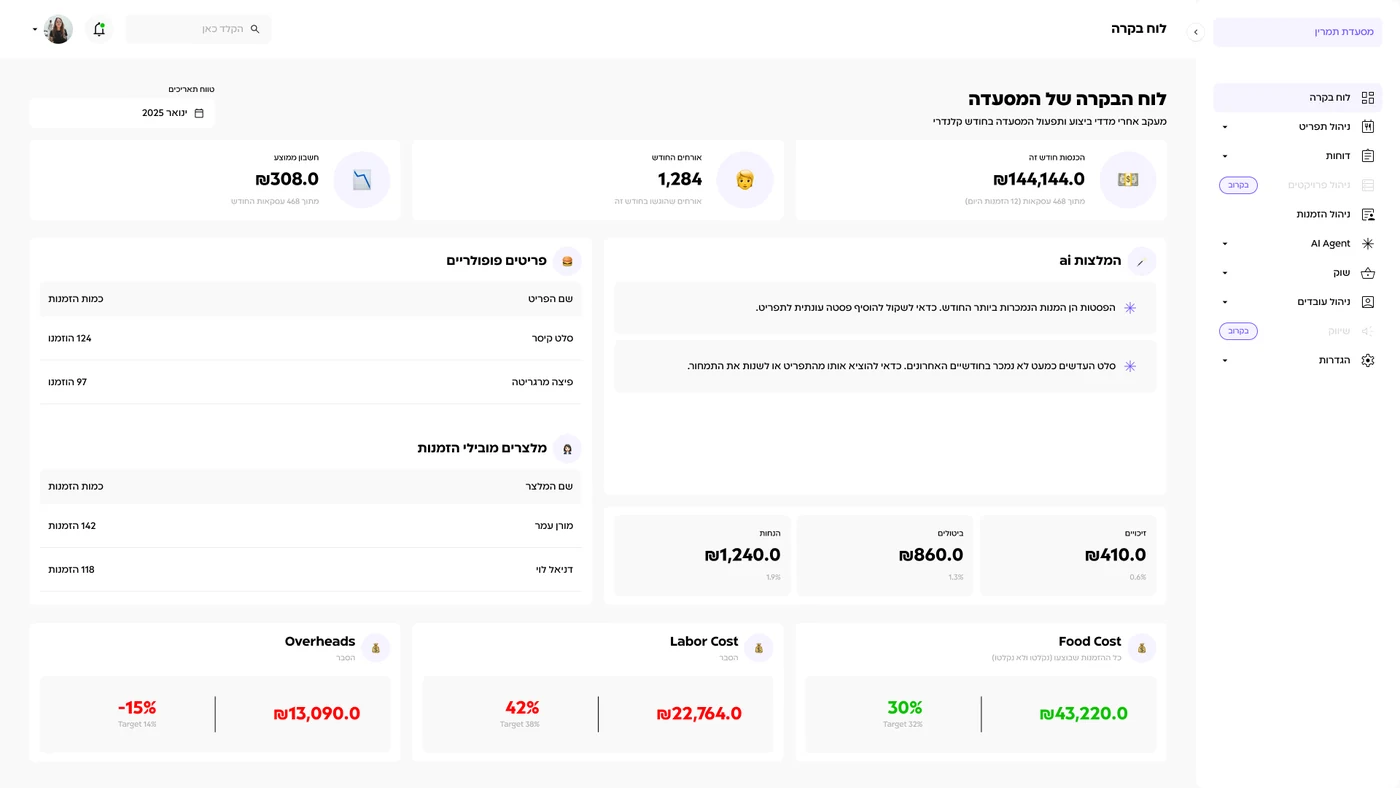 מסעדת תמרין
לוח בקרה
ניהול תפריט
דוחות
ניהול פרויקטים
בקרוב
ניהול הזמנות
AI Agent
שוק
ניהול עובדים
שיווק
בקרוב
הגדרות
לוח בקרה
הקלד כאן
לוח הבקרה של המסעדה
מעקב אחרי מדדי ביצוע ותפעול המסעדה בחודש קלנדרי
טווח תאריכים
ינואר 2025
הכנסות חודש זה
₪144,144.0
מתוך 468 עסקאות (12 הזמנות היום)
אורחים החודש
1,284
אורחים שהוגשו בחודש זה
חשבון ממוצע
₪308.0
מתוך 468 עסקאות החודש
המלצות ai
הפסטות הן המנות הנמכרות ביותר החודש. כדאי לשקול להוסיף פסטה עונתית לתפריט.
סלט העדשים כמעט לא נמכר בחודשיים האחרונים. כדאי להוציא אותו מהתפריט או לשנות את התמחור.
פריטים פופולריים
שם הפריט כמות הזמנות
סלט קיסר 124 הוזמנו
פיצה מרגריטה 97 הוזמנו
מלצרים מובילי הזמנות
שם המלצר כמות הזמנות
מורן עמר 142 הזמנות
דניאל לוי 118 הזמנות
זיכויים
₪410.0
0.6%
ביטולים
₪860.0
1.3%
הנחות
₪1,240.0
1.9%
Food Cost
כל ההזמנות שבוצעו (נקלטו ולא נקלטו)
₪43,220.0
30%
Target 32%
Labor Cost
הסבר
₪22,764.0
42%
Target 38%
Overheads
הסבר
₪13,090.0
-15%
Target 14%